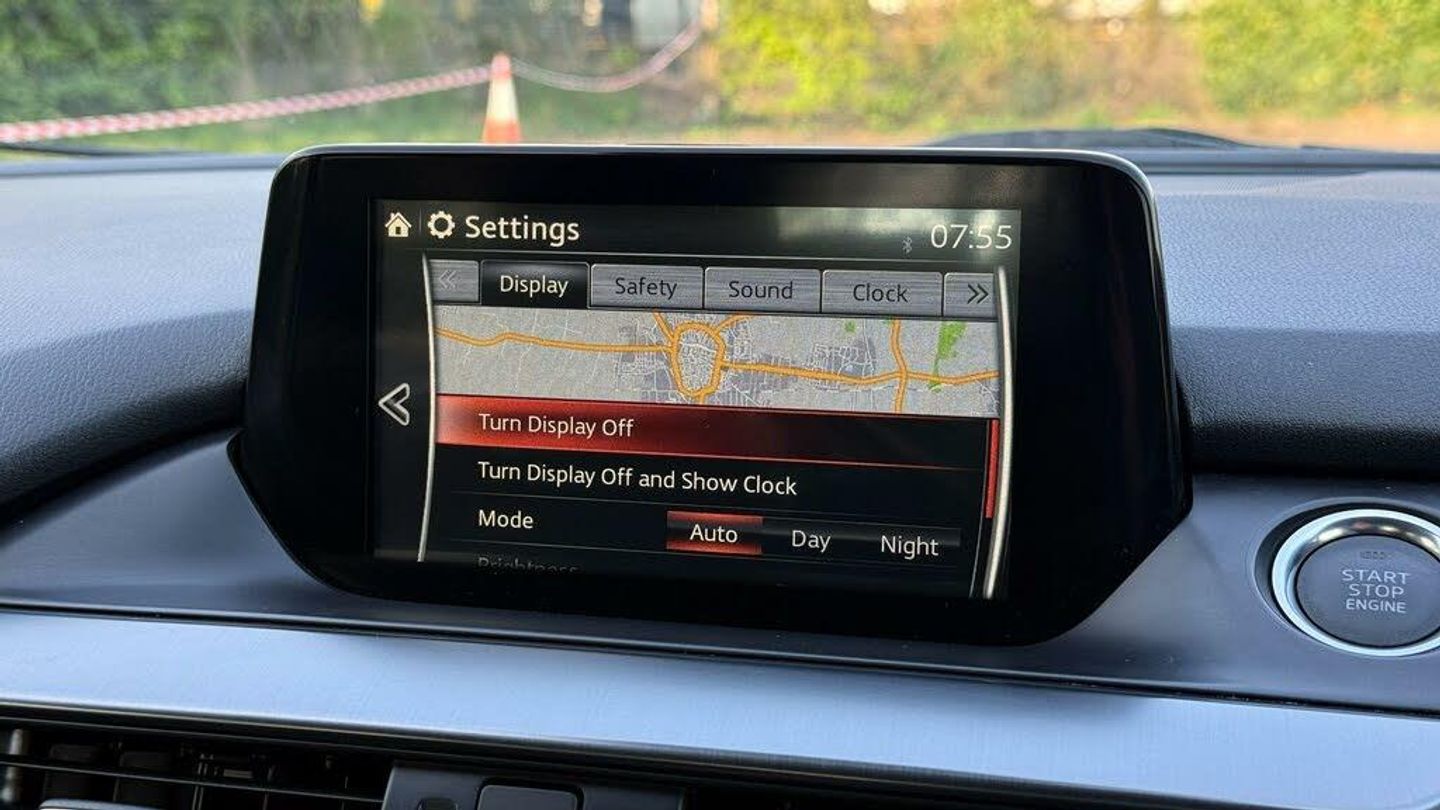 Settings
07:55
Display Safety Sound Clock
Turn Display Off
Turn Display Off and Show Clock
Mode Auto Day Night
Brightness
START
STOP
ENGINE